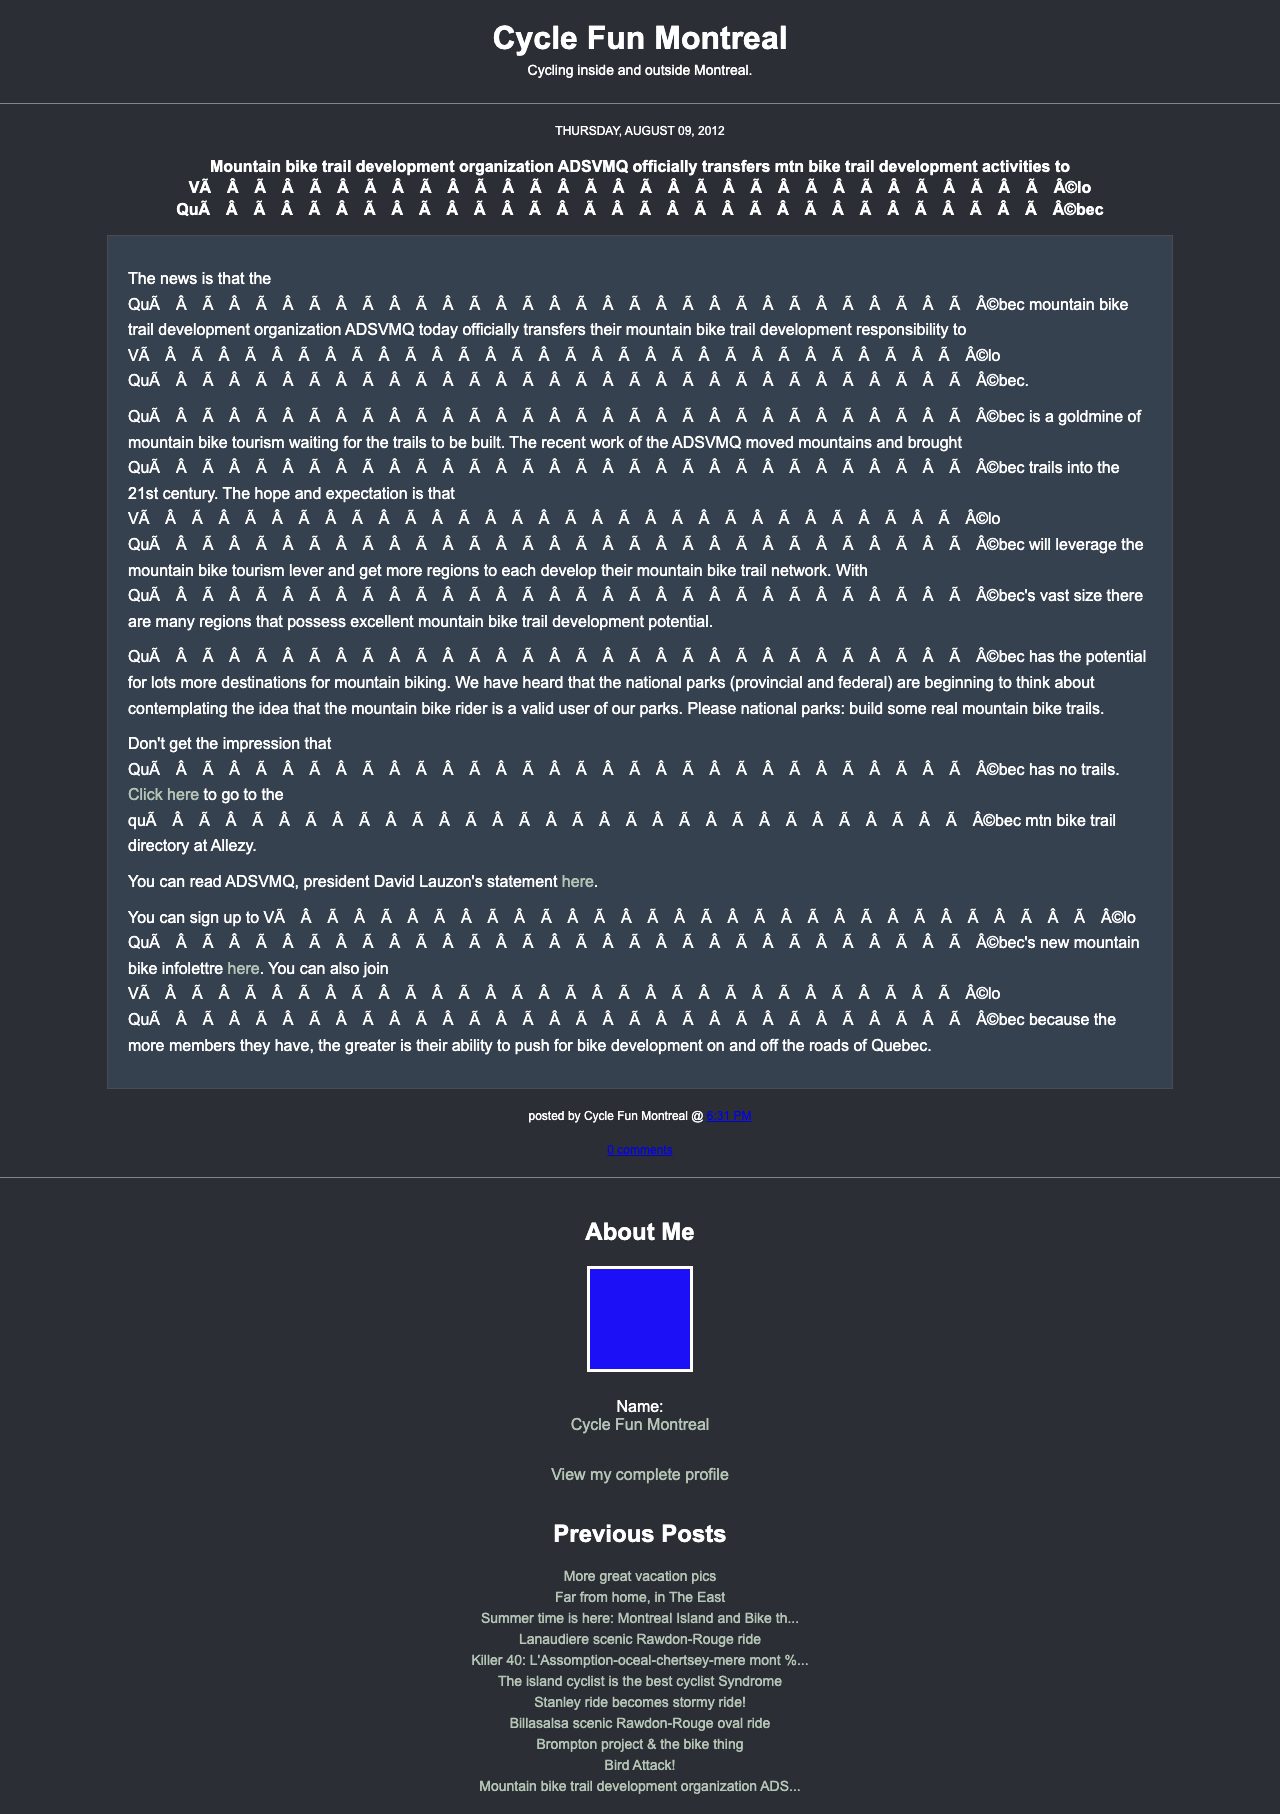 Cycle Fun Montreal
Cycling inside and outside Montreal.
THURSDAY, AUGUST 09, 2012
Mountain bike trail development organization ADSVMQ officially transfers mtn bike trail development activities to
VÃ Â Ã Â Ã Â Ã Â Ã Â Ã Â Ã Â Ã Â Ã Â Ã Â Ã Â Ã Â Ã Â Ã Â Ã Â Ã Â©lo
QuÃ Â Ã Â Ã Â Ã Â Ã Â Ã Â Ã Â Ã Â Ã Â Ã Â Ã Â Ã Â Ã Â Ã Â Ã Â Ã Â©bec
The news is that the
QuÃ Â Ã Â Ã Â Ã Â Ã Â Ã Â Ã Â Ã Â Ã Â Ã Â Ã Â Ã Â Ã Â Ã Â Ã Â Ã Â©bec mountain bike
trail development organization ADSVMQ today officially transfers their mountain bike trail development responsibility to
VÃ Â Ã Â Ã Â Ã Â Ã Â Ã Â Ã Â Ã Â Ã Â Ã Â Ã Â Ã Â Ã Â Ã Â Ã Â Ã Â©lo
QuÃ Â Ã Â Ã Â Ã Â Ã Â Ã Â Ã Â Ã Â Ã Â Ã Â Ã Â Ã Â Ã Â Ã Â Ã Â Ã Â©bec.
QuÃ Â Ã Â Ã Â Ã Â Ã Â Ã Â Ã Â Ã Â Ã Â Ã Â Ã Â Ã Â Ã Â Ã Â Ã Â Ã Â©bec is a goldmine of
mountain bike tourism waiting for the trails to be built. The recent work of the ADSVMQ moved mountains and brought
QuÃ Â Ã Â Ã Â Ã Â Ã Â Ã Â Ã Â Ã Â Ã Â Ã Â Ã Â Ã Â Ã Â Ã Â Ã Â Ã Â©bec trails into the
21st century. The hope and expectation is that
VÃ Â Ã Â Ã Â Ã Â Ã Â Ã Â Ã Â Ã Â Ã Â Ã Â Ã Â Ã Â Ã Â Ã Â Ã Â Ã Â©lo
QuÃ Â Ã Â Ã Â Ã Â Ã Â Ã Â Ã Â Ã Â Ã Â Ã Â Ã Â Ã Â Ã Â Ã Â Ã Â Ã Â©bec will leverage the
mountain bike tourism lever and get more regions to each develop their mountain bike trail network. With
QuÃ Â Ã Â Ã Â Ã Â Ã Â Ã Â Ã Â Ã Â Ã Â Ã Â Ã Â Ã Â Ã Â Ã Â Ã Â Ã Â©bec's vast size there
are many regions that possess excellent mountain bike trail development potential.
QuÃ Â Ã Â Ã Â Ã Â Ã Â Ã Â Ã Â Ã Â Ã Â Ã Â Ã Â Ã Â Ã Â Ã Â Ã Â Ã Â©bec has the potential
for lots more destinations for mountain biking. We have heard that the national parks (provincial and federal) are beginning to think about
contemplating the idea that the mountain bike rider is a valid user of our parks. Please national parks: build some real mountain bike trails.
Don't get the impression that
QuÃ Â Ã Â Ã Â Ã Â Ã Â Ã Â Ã Â Ã Â Ã Â Ã Â Ã Â Ã Â Ã Â Ã Â Ã Â Ã Â©bec has no trails.
Click here to go to the
quÃ Â Ã Â Ã Â Ã Â Ã Â Ã Â Ã Â Ã Â Ã Â Ã Â Ã Â Ã Â Ã Â Ã Â Ã Â Ã Â©bec mtn bike trail
directory at Allezy.
You can read ADSVMQ, president David Lauzon's statement here.
You can sign up to VÃ Â Ã Â Ã Â Ã Â Ã Â Ã Â Ã Â Ã Â Ã Â Ã Â Ã Â Ã Â Ã Â Ã Â Ã Â Ã Â©lo
QuÃ Â Ã Â Ã Â Ã Â Ã Â Ã Â Ã Â Ã Â Ã Â Ã Â Ã Â Ã Â Ã Â Ã Â Ã Â Ã Â©bec's new mountain
bike infolettre here. You can also join
VÃ Â Ã Â Ã Â Ã Â Ã Â Ã Â Ã Â Ã Â Ã Â Ã Â Ã Â Ã Â Ã Â Ã Â Ã Â Ã Â©lo
QuÃ Â Ã Â Ã Â Ã Â Ã Â Ã Â Ã Â Ã Â Ã Â Ã Â Ã Â Ã Â Ã Â Ã Â Ã Â Ã Â©bec because the
more members they have, the greater is their ability to push for bike development on and off the roads of Quebec.
posted by Cycle Fun Montreal @ 6:31 PM
0 comments
About Me
Name:
Cycle Fun Montreal
View my complete profile
Previous Posts
More great vacation pics
Far from home, in The East
Summer time is here: Montreal Island and Bike th...
Lanaudiere scenic Rawdon-Rouge ride
Killer 40: L'Assomption-oceal-chertsey-mere mont %...
The island cyclist is the best cyclist Syndrome
Stanley ride becomes stormy ride!
Billasalsa scenic Rawdon-Rouge oval ride
Brompton project & the bike thing
Bird Attack!
Mountain bike trail development organization ADS...